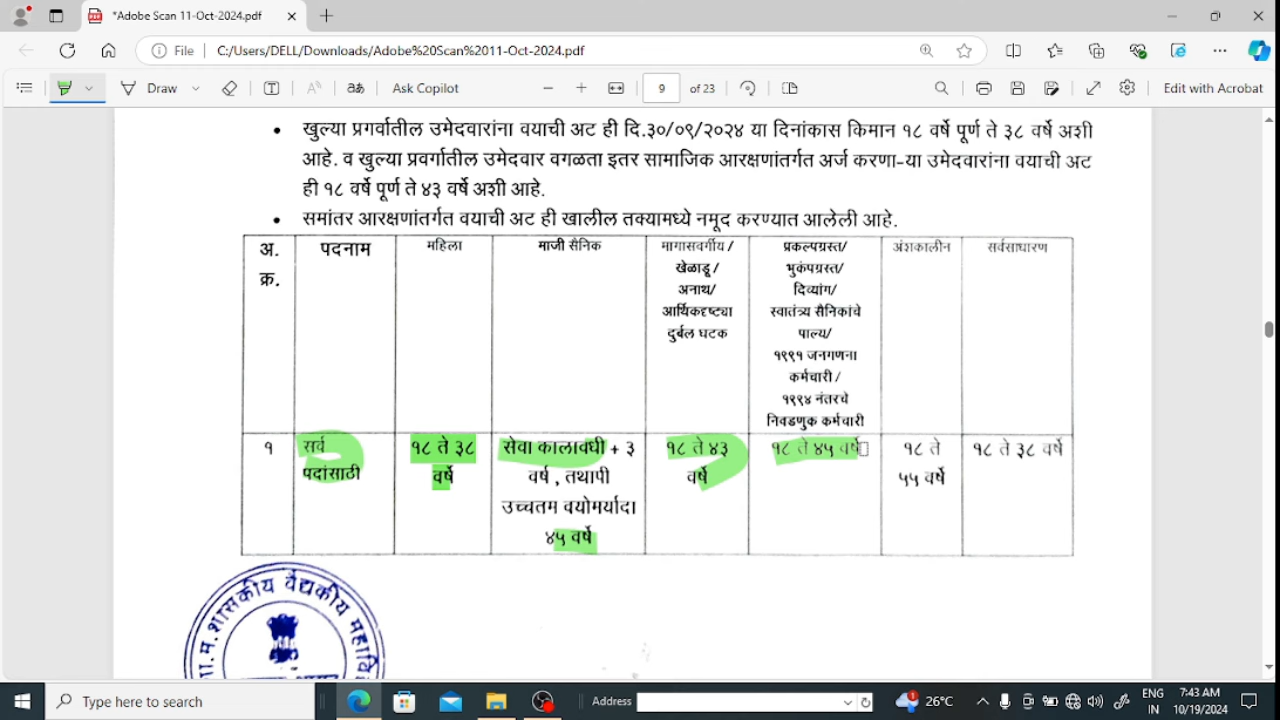 *Adobe Scan 11-Oct-2024.pdf
File
C:/Users/DELL/Downloads/Adobe%20Scan%2011-Oct-2024.pdf
Draw
Ask Copilot
9 of 23
Edit with Acrobat
• खुल्या प्रगर्वातील उमेदवारांना वयाची अट ही दि.३०/०९/२०२४ या दिनांकास किमान १८ वर्षे पूर्ण ते ३८ वर्षे अशी
आहे. व खुल्या प्रवर्गातील उमेदवार वगळता इतर सामाजिक आरक्षणांतर्गत अर्ज करणा-या उमेदवारांना वयाची अट
ही १८ वर्षे पूर्ण ते ४३ वर्षे अशी आहे.
• समांतर आरक्षणांतर्गत वयाची अट ही खालील तक्यामध्ये नमूद करण्यात आलेली आहे.
अ.
क्र.
पदनाम
महिला
माजी सैनिक
मागासवर्गीय /
खेळाडू/
अनाथ/
आर्थिकदृष्ट्या
दुर्बल घटक
प्रकल्पग्रस्त/
भुकंपग्रस्त/
दिव्यांग/
स्वातंत्र्य सैनिकांचे
पाल्य/
१९९१ जनगणना
कर्मचारी /
१९९४ नंतरचे
निवडणुक कर्मचारी
अंशकालीन
सर्वसाधारण
१
सर्व
पदांसाठी
१८ ते ३८
वर्षे
सेवा कालावधी + ३
वर्ष , तथापी
उच्चतम वयोमर्यादा
४५ वर्षे
१८ ते ४३
वर्षे
१८ ते ४५ वर्षे
१८ ते
५५ वर्षे
१८ ते ३८ वर्षे
म.शासकीय वैद्यकीय
Type here to search
Address
1
26°C
ENG
IN
7:43 AM
10/19/2024